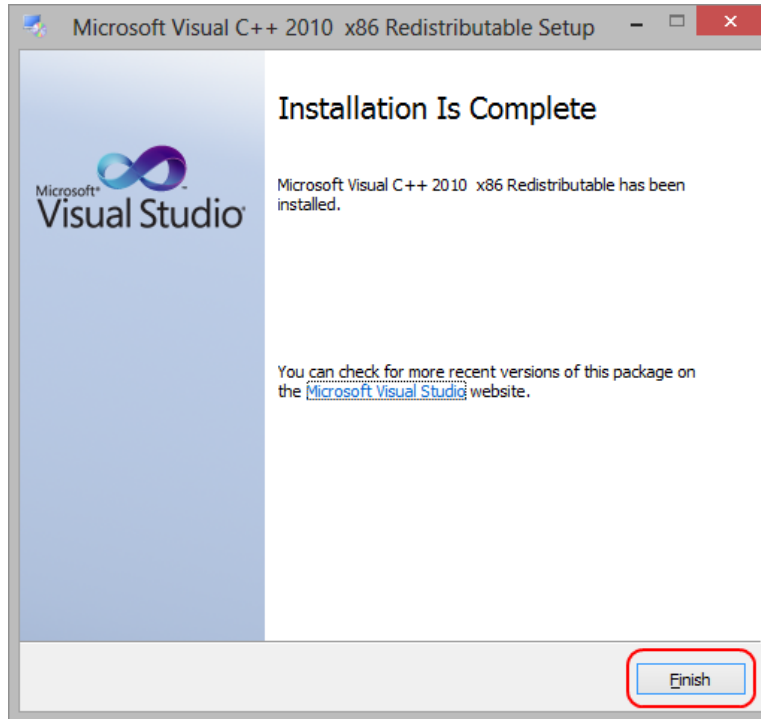 Microsoft Visual C++ 2010  x86 Redistributable Setup
Installation Is Complete
Microsoft Visual C++ 2010  x86 Redistributable has been
installed.
Microsoft®
Visual Studio®
You can check for more recent versions of this package on
the Microsoft Visual Studio website.
Finish